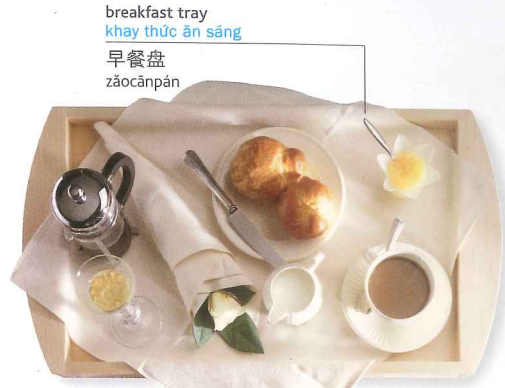 breakfast tray
khay thức ăn sáng
早餐盘
zǎocānpán